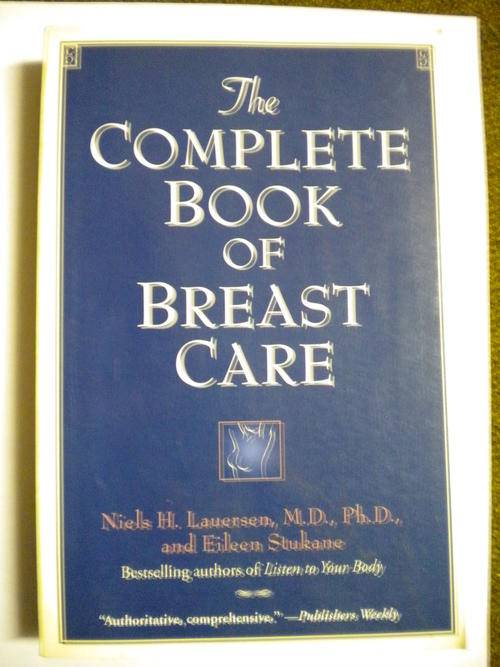 The
COMPLETE
BOOK
OF
BREAST
CARE
Niels H. Lauersen, M.D., Ph.D.,
and Eileen Stukane
Bestselling authors of Listen to Your Body
"Authoritative, comprehensive." —Publishers Weekly